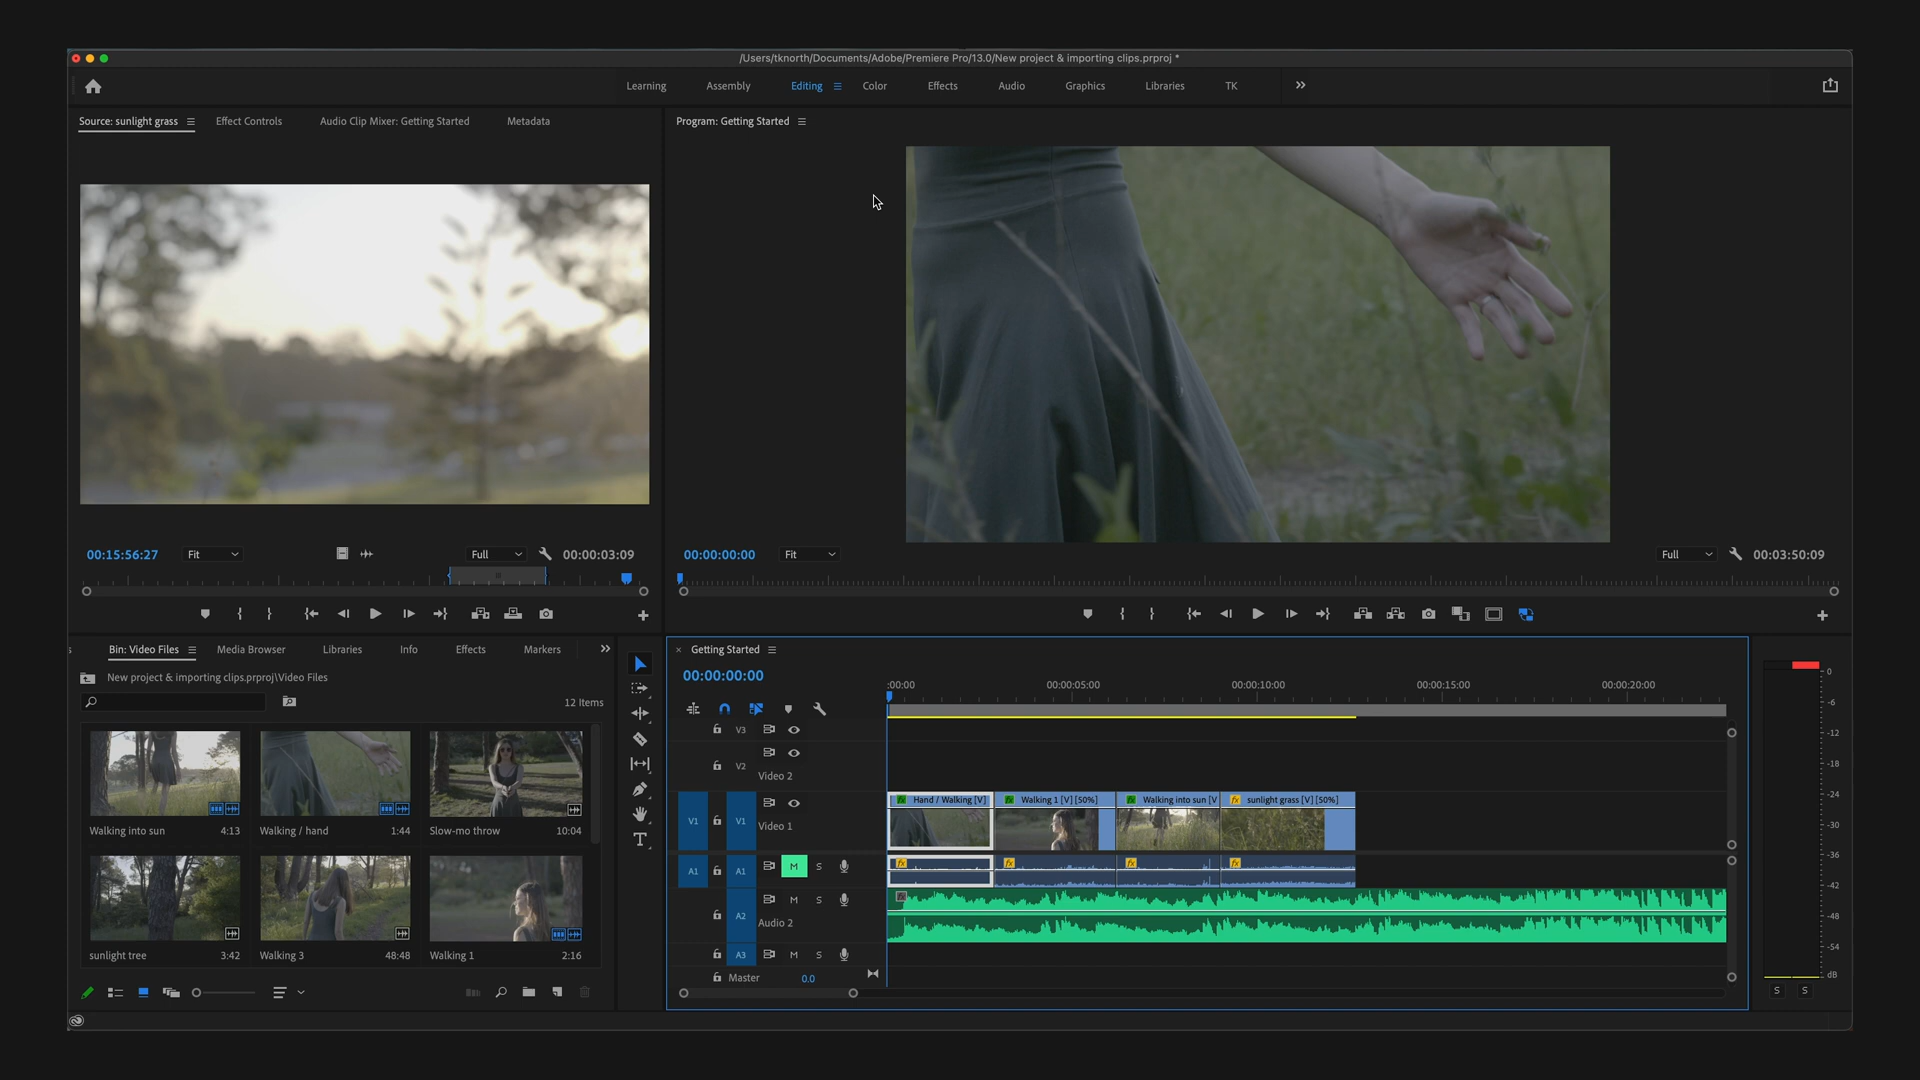 /Users/tknorth/Documents/Adobe/Premiere Pro/13.0/New project & importing clips.prproj *
Learning Assembly Editing Color Effects Audio Graphics Libraries TK
Source: sunlight grass Effect Controls Audio Clip Mixer: Getting Started Metadata
Program: Getting Started
00:15:56:27 Fit Full 00:00:03:09
00:00:00:00 Fit Full 00:03:50:09
Bin: Video Files Media Browser Libraries Info Effects Markers
New project & importing clips.prproj\Video Files
12 Items
Walking into sun 4:13
Walking / hand 1:44
Slow-mo throw 10:04
sunlight tree 3:42
Walking 3 48:48
Walking 1 2:16
Getting Started
00:00:00:00
:00:00 00:00:05:00 00:00:10:00 00:00:15:00 00:00:20:00
V3
V2
Video 2
Hand / Walking [V] Walking 1 [V] [50%] Walking into sun [V sunlight grass [V] [50%]
V1 V1
Video 1
fx fx fx fx
A1 A1 M S
M S
A2
Audio 2
A3 M S
Master 0.0
0
-6
-12
-18
-24
-30
-36
-42
-48
-54
dB
S S